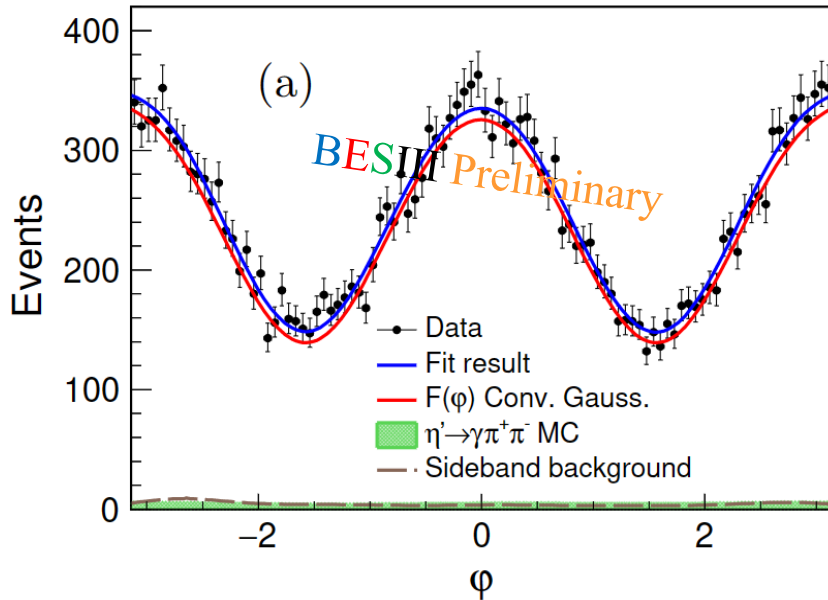 400
(a)
BESIII Preliminary
300
Events
200
Data
Fit result
100
F(φ) Conv. Gauss.
η'→γπ⁺π⁻ MC
Sideband background
0
−2 0 2
φ